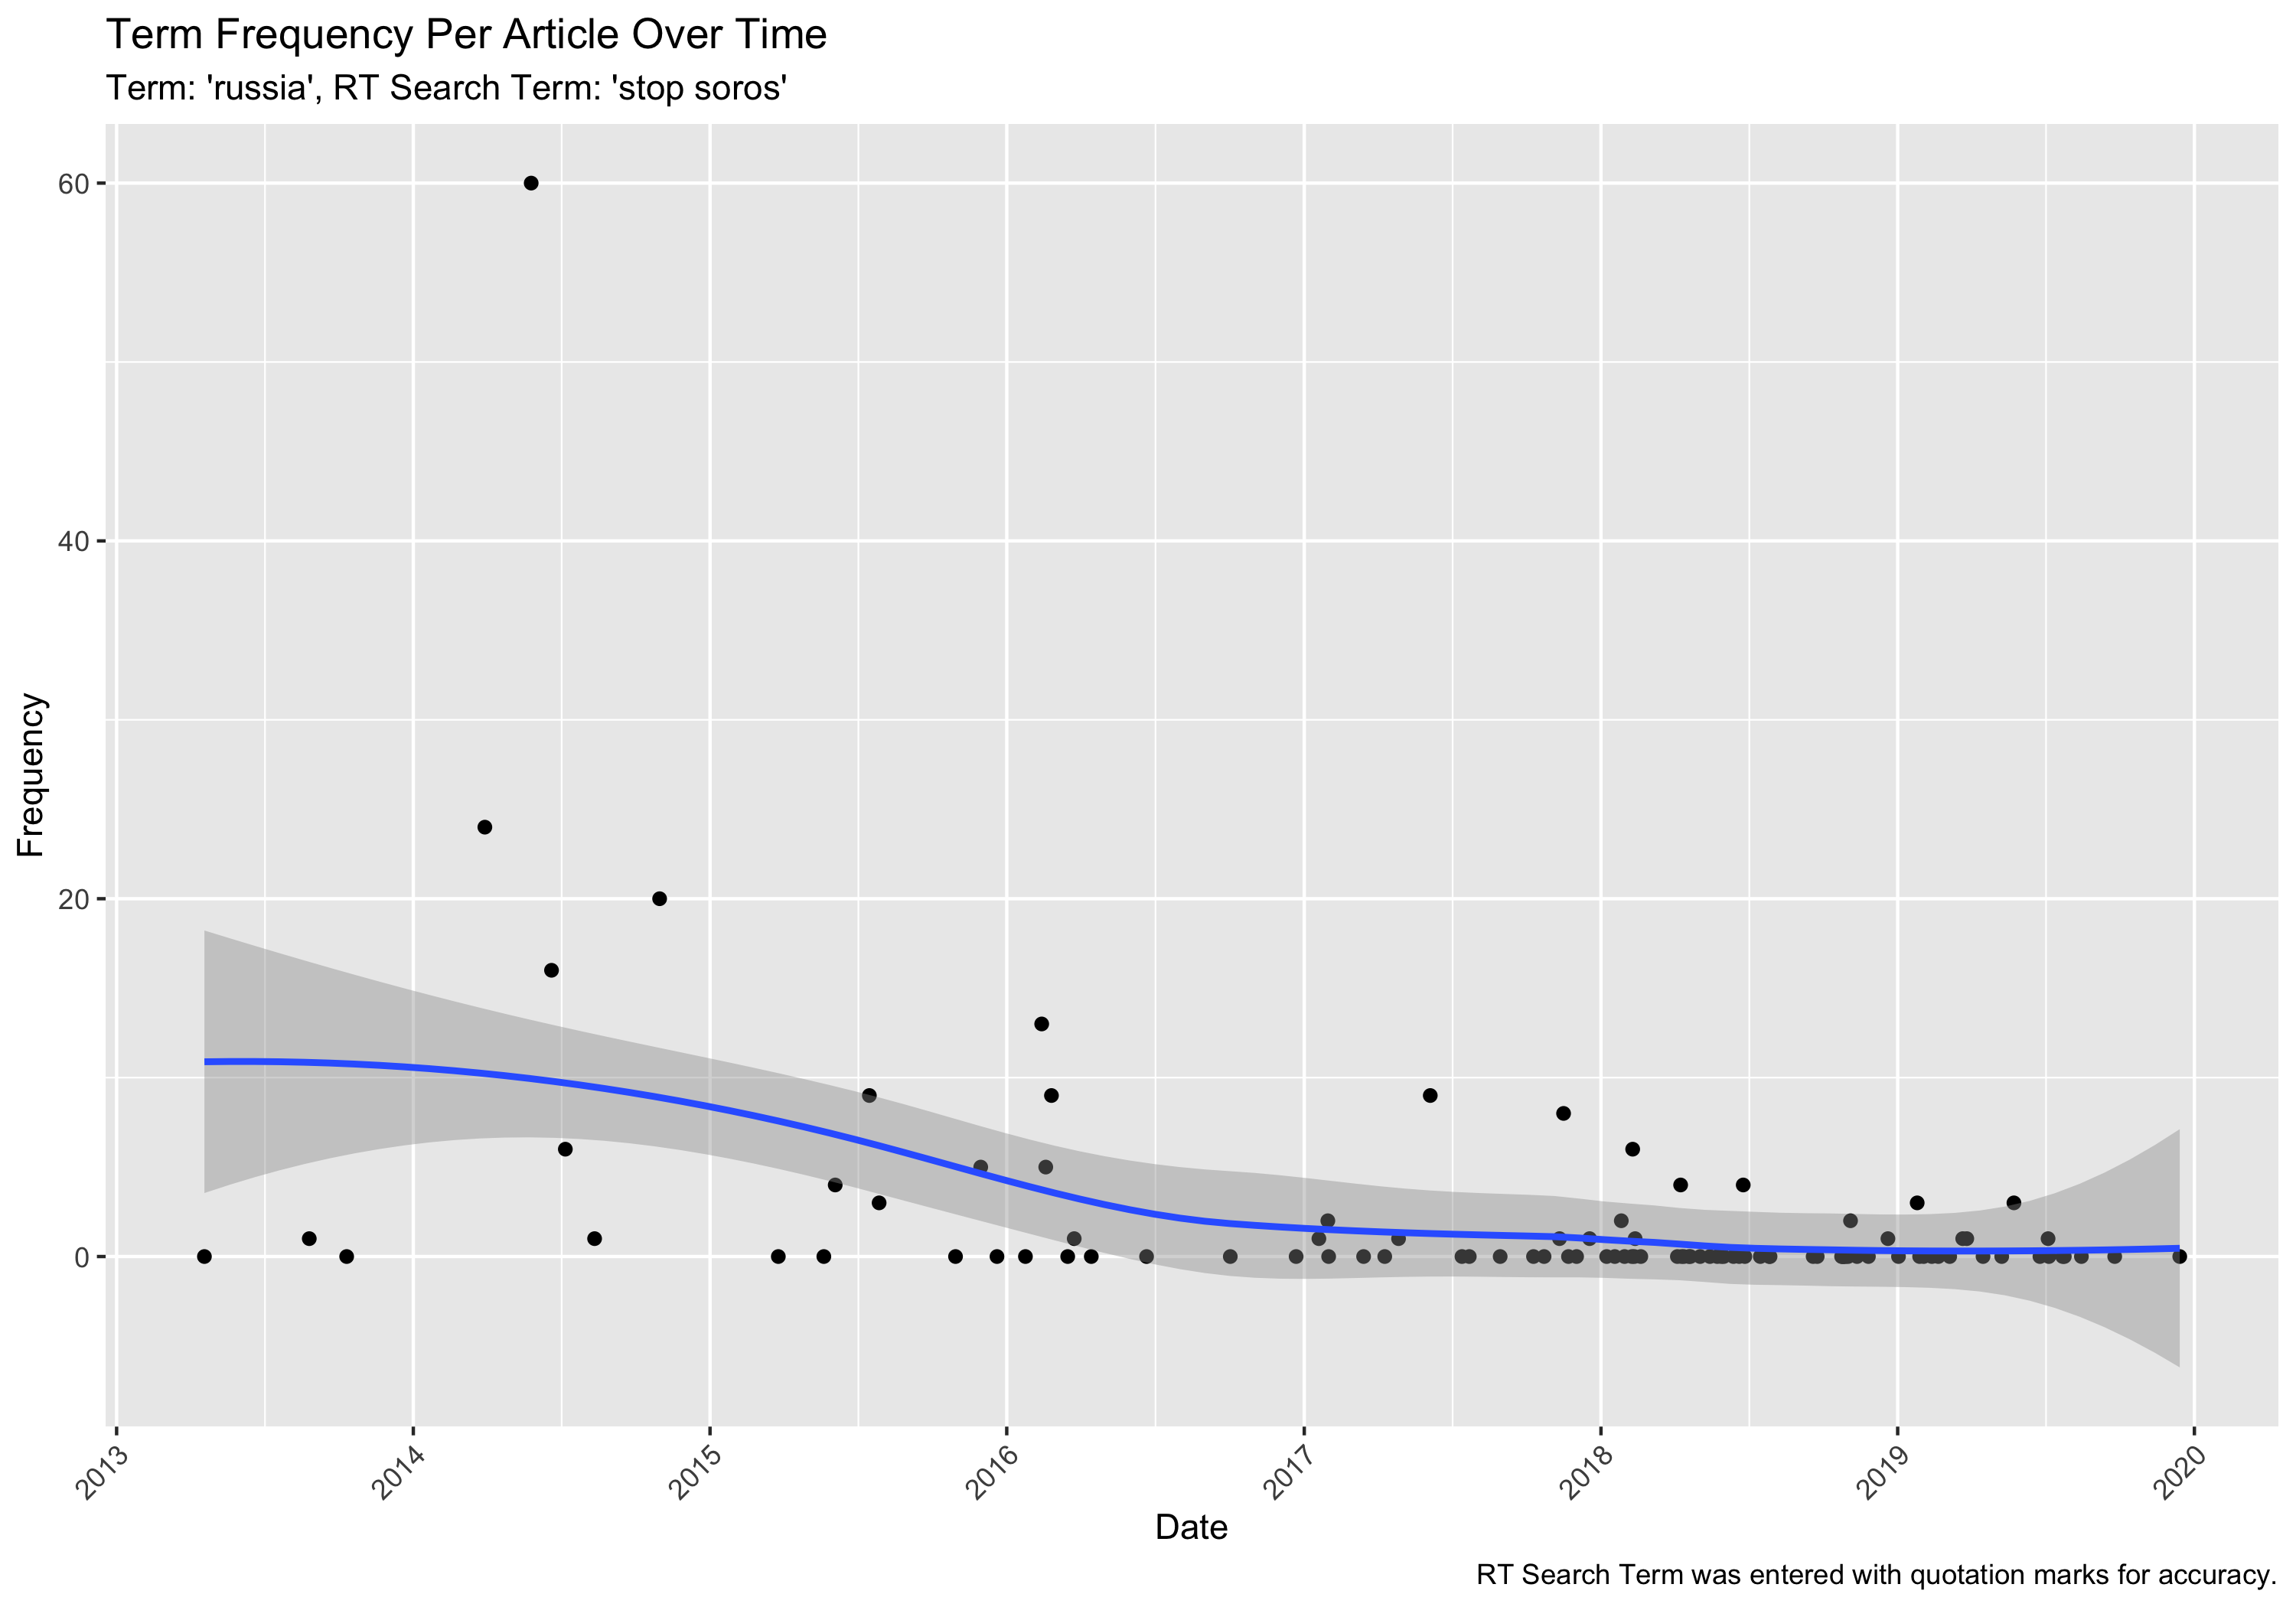 Term Frequency Per Article Over Time
Term: 'russia', RT Search Term: 'stop soros'
60
40
20
0
Frequency
2013
2014
2015
2016
2017
2018
2019
2020
Date
RT Search Term was entered with quotation marks for accuracy.